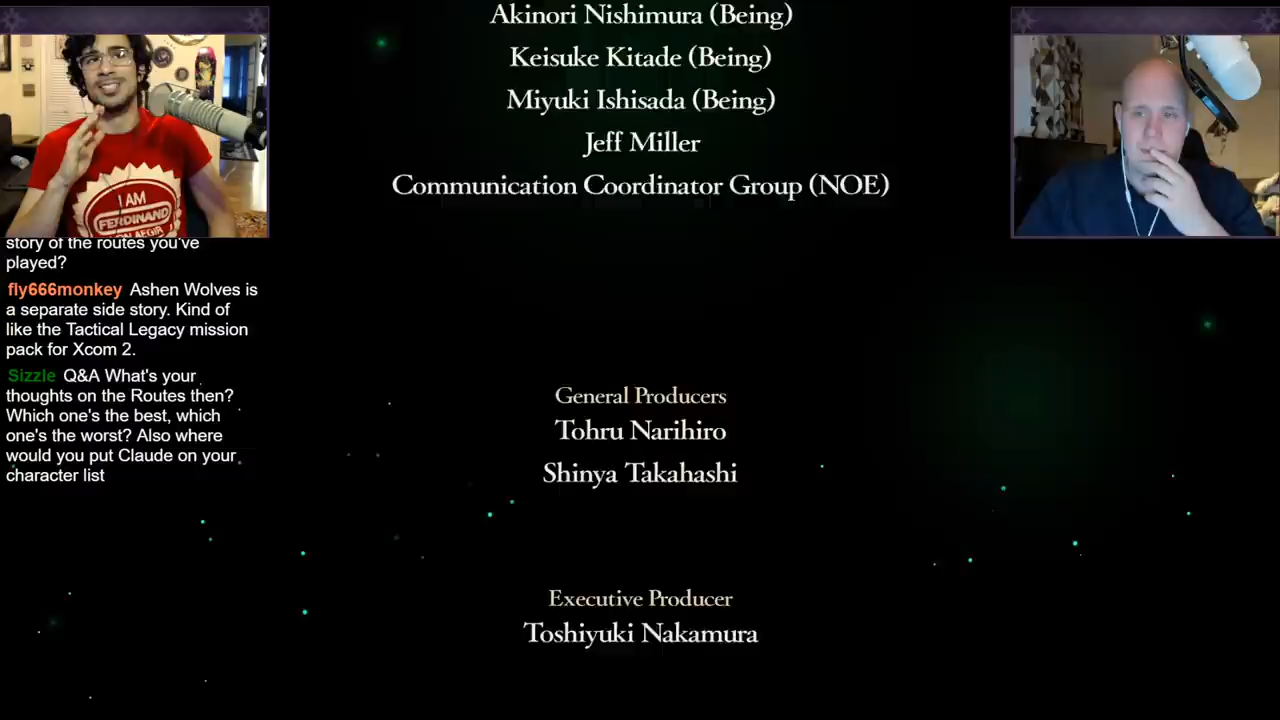 Akinori Nishimura (Being)
Keisuke Kitade (Being)
Miyuki Ishisada (Being)
Jeff Miller
Communication Coordinator Group (NOE)
I AM
FERDINAND
VON AEGIR
story of the routes you've
played?
fly666monkey Ashen Wolves is
a separate side story. Kind of
like the Tactical Legacy mission
pack for Xcom 2.
Sizzle Q&A What's your
thoughts on the Routes then?
Which one's the best, which
one's the worst? Also where
would you put Claude on your
character list
General Producers
Tohru Narihiro
Shinya Takahashi
Executive Producer
Toshiyuki Nakamura